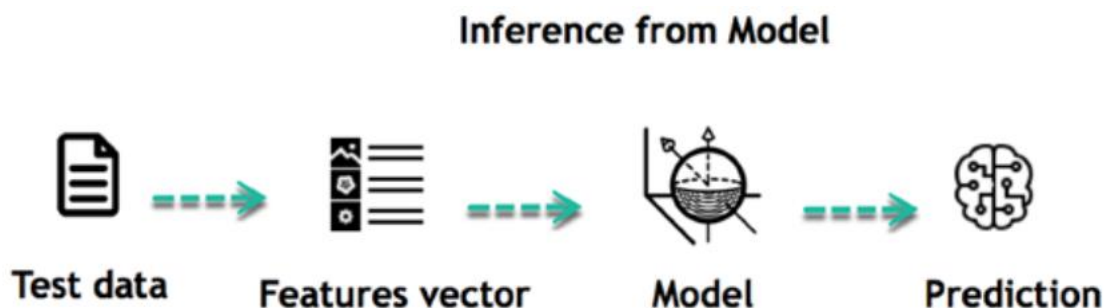 Inference from Model
Test data
Features vector
Model
Prediction